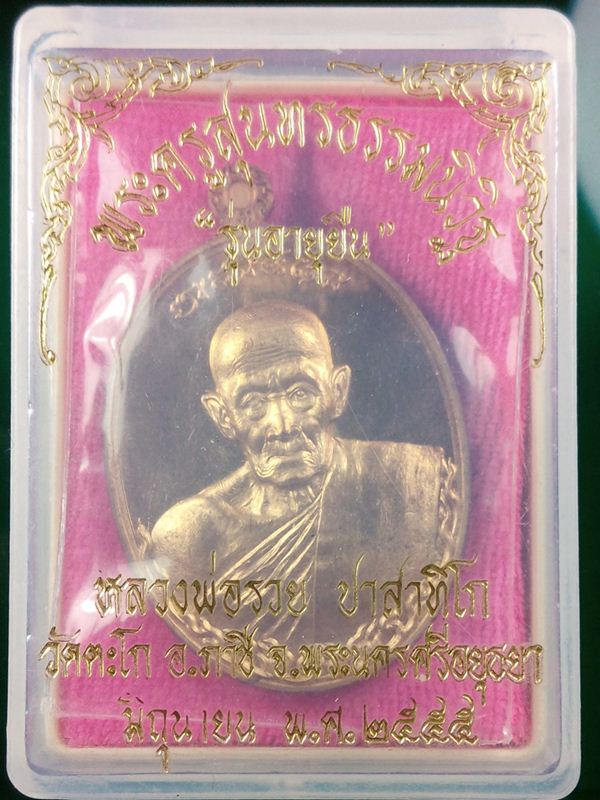 พระครูสุนทรธรรมนิวิฐ
"รุ่นอายุยืน"
หลวงพ่อรวย ปาสาทิโก
วัดตะโก อ.ภาชี จ.พระนครศรีอยุธยา
มิถุนายน พ.ศ.๒๕๕๕